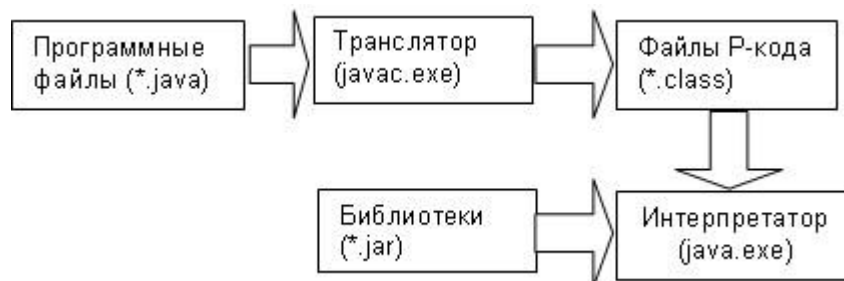 Программные
файлы (*.java)
Транслятор
(javac.exe)
Файлы P-кода
(*.class)
Библиотеки
(*.jar)
Интерпретатор
(java.exe)